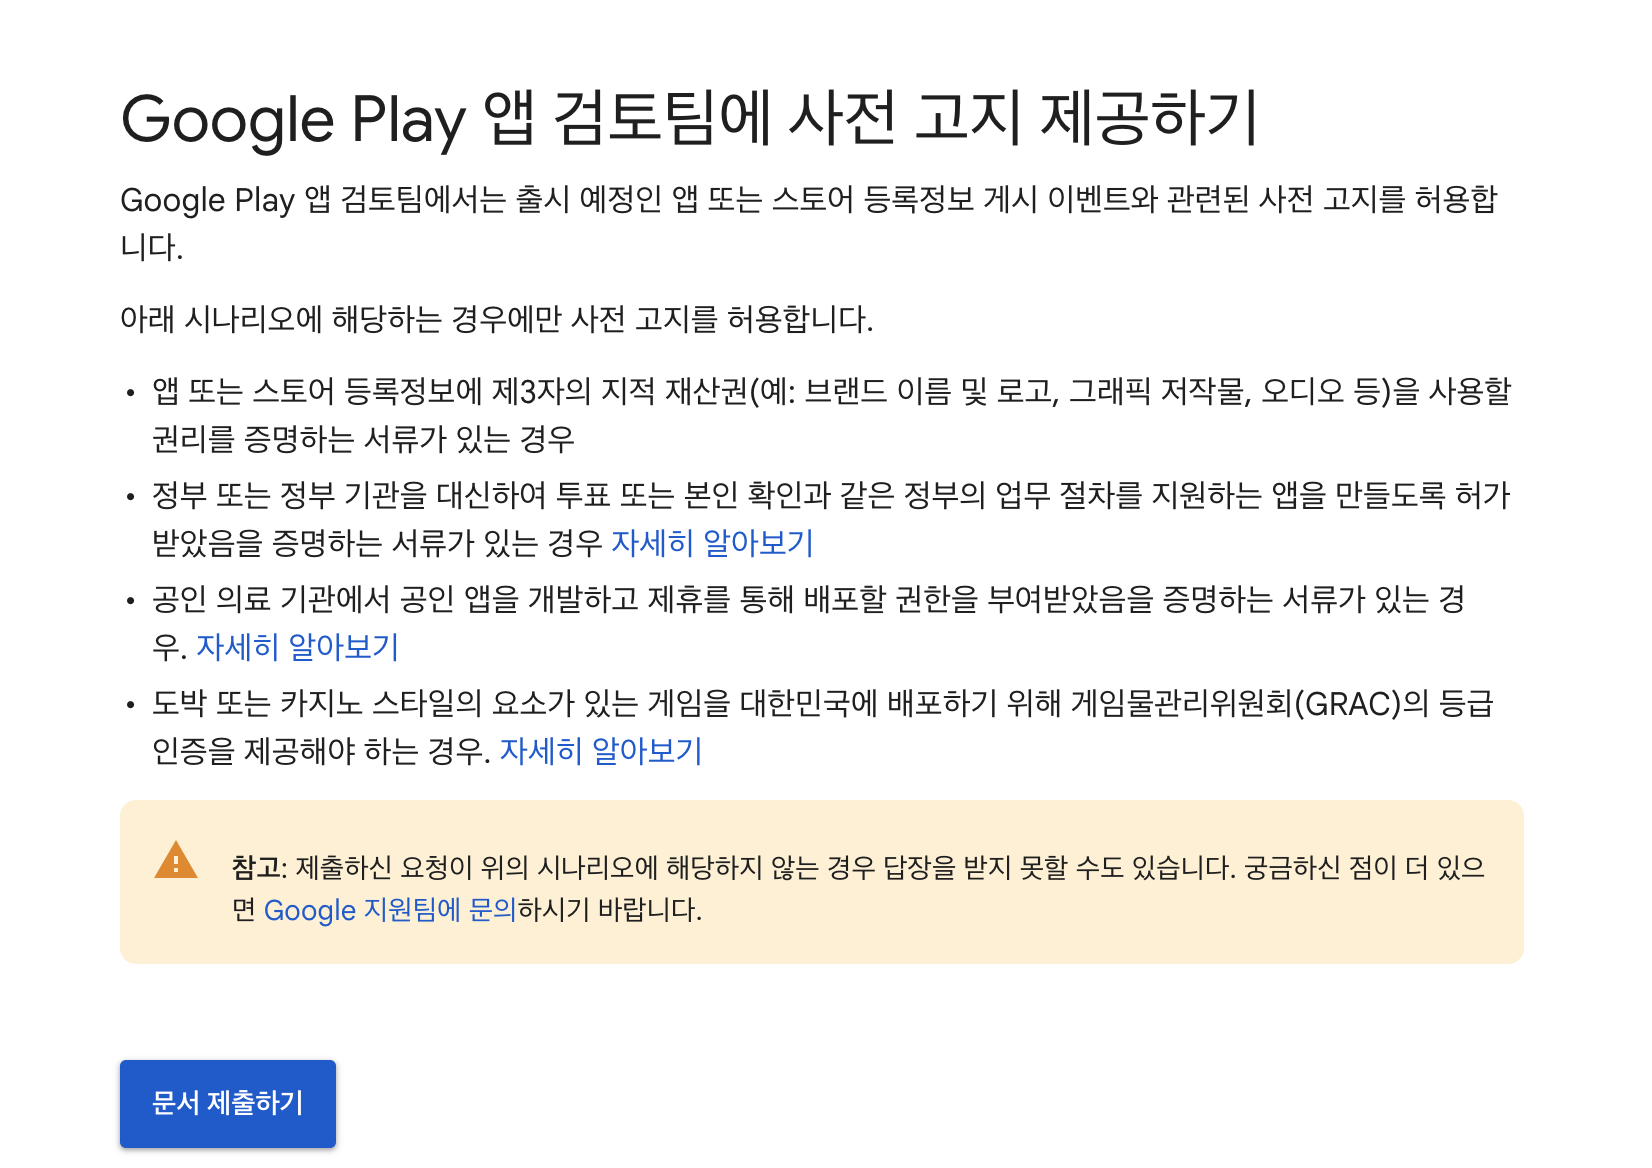 Google Play 앱 검토팀에 사전 고지 제공하기
Google Play 앱 검토팀에서는 출시 예정인 앱 또는 스토어 등록정보 게시 이벤트와 관련된 사전 고지를 허용합
니다.
아래 시나리오에 해당하는 경우에만 사전 고지를 허용합니다.
• 앱 또는 스토어 등록정보에 제3자의 지적 재산권(예: 브랜드 이름 및 로고, 그래픽 저작물, 오디오 등)을 사용할
권리를 증명하는 서류가 있는 경우
• 정부 또는 정부 기관을 대신하여 투표 또는 본인 확인과 같은 정부의 업무 절차를 지원하는 앱을 만들도록 허가
받았음을 증명하는 서류가 있는 경우 자세히 알아보기
• 공인 의료 기관에서 공인 앱을 개발하고 제휴를 통해 배포할 권한을 부여받았음을 증명하는 서류가 있는 경
우. 자세히 알아보기
• 도박 또는 카지노 스타일의 요소가 있는 게임을 대한민국에 배포하기 위해 게임물관리위원회(GRAC)의 등급
인증을 제공해야 하는 경우. 자세히 알아보기
참고: 제출하신 요청이 위의 시나리오에 해당하지 않는 경우 답장을 받지 못할 수도 있습니다. 궁금하신 점이 더 있으
면 Google 지원팀에 문의하시기 바랍니다.
문서 제출하기